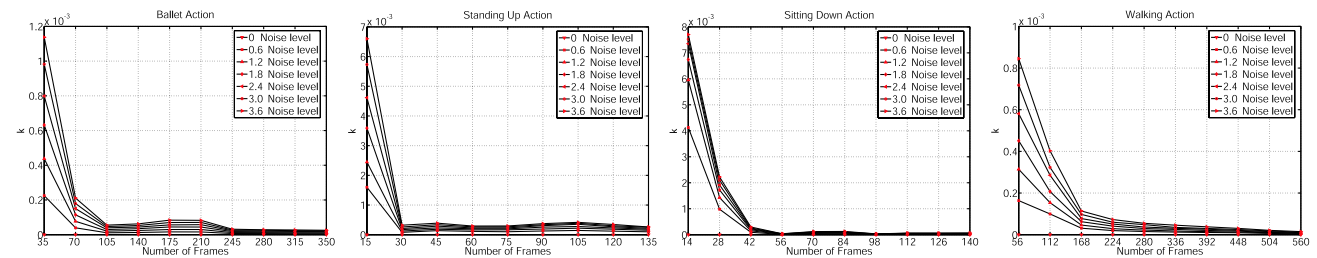 Ballet Action
x 10⁻³
1.2
1
0.8
0.6
0.4
0.2
0
k
0 Noise level
0.6 Noise level
1.2 Noise level
1.8 Noise level
2.4 Noise level
3.0 Noise level
3.6 Noise level
35 70 105 140 175 210 245 280 315 350
Number of Frames
Standing Up Action
x 10⁻³
7
6
5
4
3
2
1
0
k
0 Noise level
0.6 Noise level
1.2 Noise level
1.8 Noise level
2.4 Noise level
3.0 Noise level
3.6 Noise level
15 30 45 60 75 90 105 120 135
Number of Frames
Sitting Down Action
x 10⁻³
8
7
6
5
4
3
2
1
0
k
0 Noise level
0.6 Noise level
1.2 Noise level
1.8 Noise level
2.4 Noise level
3.0 Noise level
3.6 Noise level
14 28 42 56 70 84 98 112 126 140
Number of Frames
Walking Action
x 10⁻³
1
0.8
0.6
0.4
0.2
0
k
0 Noise level
0.6 Noise level
1.2 Noise level
1.8 Noise level
2.4 Noise level
3.0 Noise level
3.6 Noise level
56 112 168 224 280 336 392 448 504 560
Number of Frames